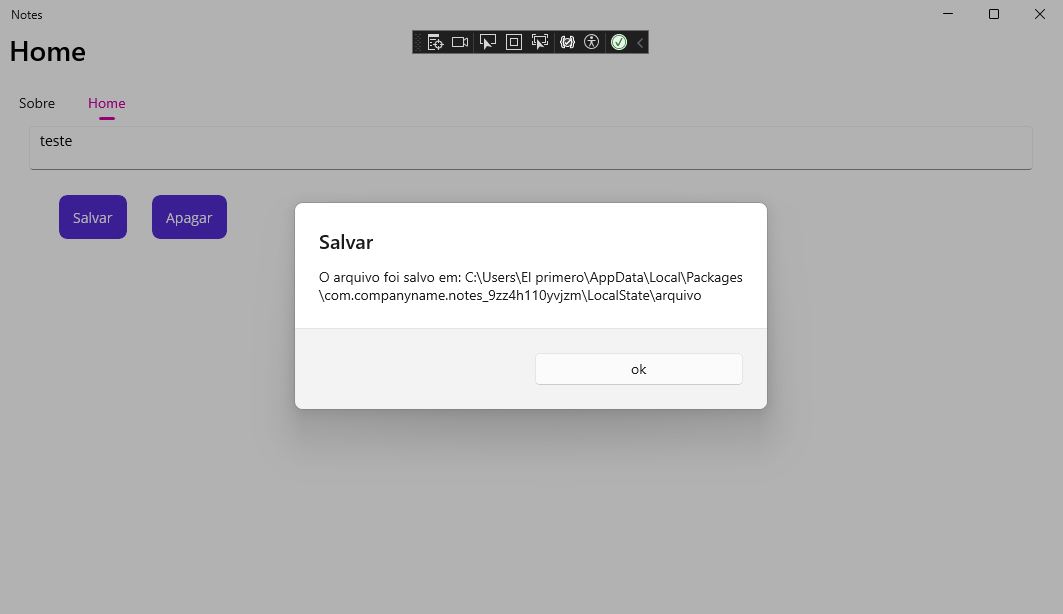 Notes
Home
Sobre
Home
teste
Salvar
Apagar
Salvar
O arquivo foi salvo em: C:\Users\El primero\AppData\Local\Packages
\com.companyname.notes_9zz4h110yvjzm\LocalState\arquivo
ok